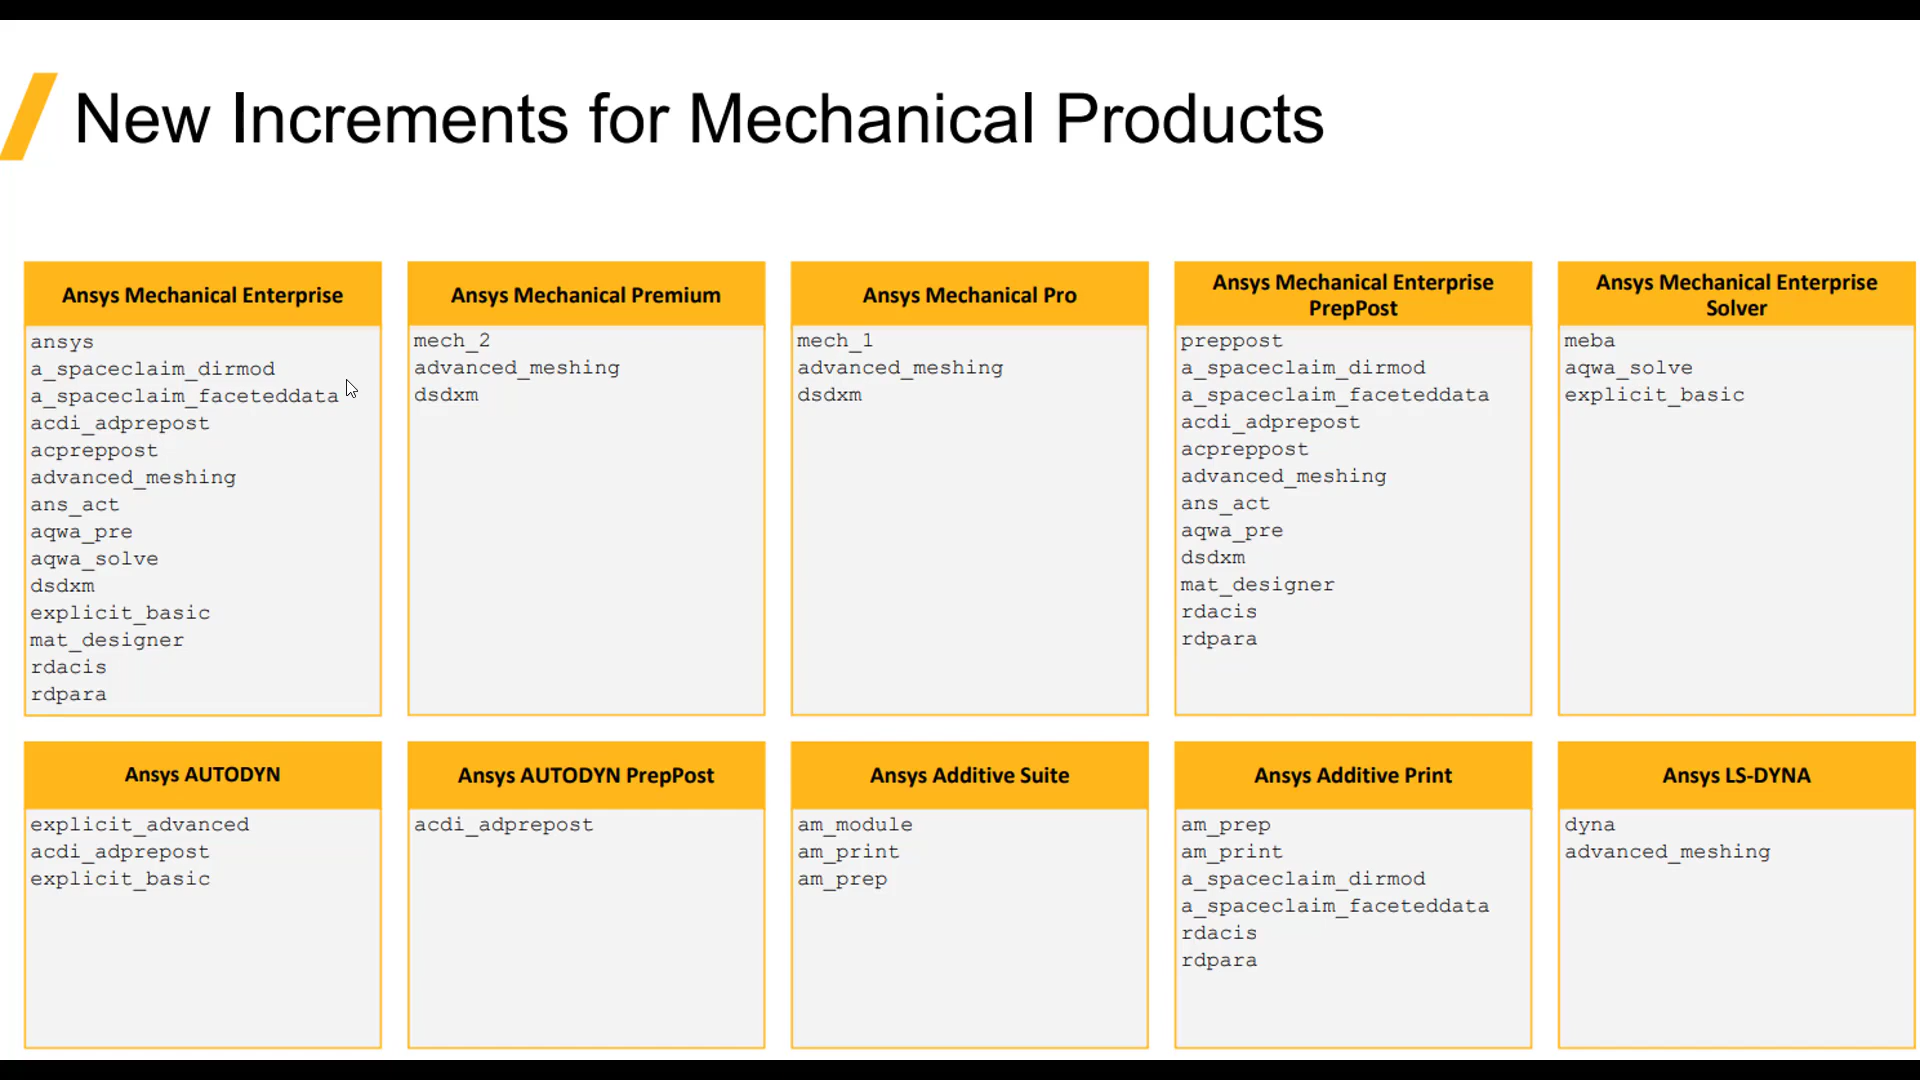 New Increments for Mechanical Products
Ansys Mechanical Enterprise
ansys
a_spaceclaim_dirmod
a_spaceclaim_faceteddata
acdi_adprepost
acpreppost
advanced_meshing
ans_act
aqwa_pre
aqwa_solve
dsdxm
explicit_basic
mat_designer
rdacis
rdpara
Ansys Mechanical Premium
mech_2
advanced_meshing
dsdxm
Ansys Mechanical Pro
mech_1
advanced_meshing
dsdxm
Ansys Mechanical Enterprise
PrepPost
preppost
a_spaceclaim_dirmod
a_spaceclaim_faceteddata
acdi_adprepost
acpreppost
advanced_meshing
ans_act
aqwa_pre
dsdxm
mat_designer
rdacis
rdpara
Ansys Mechanical Enterprise
Solver
meba
aqwa_solve
explicit_basic
Ansys AUTODYN
explicit_advanced
acdi_adprepost
explicit_basic
Ansys AUTODYN PrepPost
acdi_adprepost
Ansys Additive Suite
am_module
am_print
am_prep
Ansys Additive Print
am_prep
am_print
a_spaceclaim_dirmod
a_spaceclaim_faceteddata
rdacis
rdpara
Ansys LS-DYNA
dyna
advanced_meshing